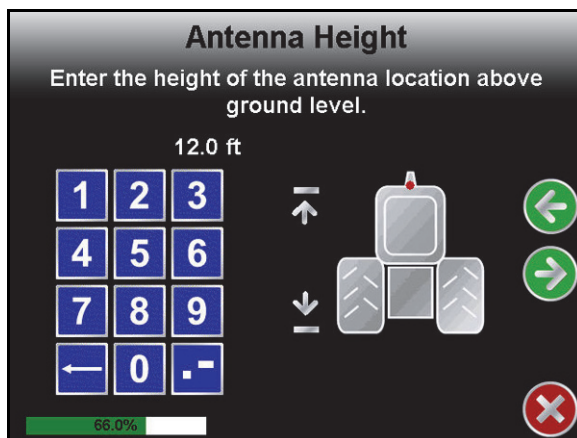 Antenna Height
Enter the height of the antenna location above
ground level.
12.0 ft
1 2 3
4 5 6
7 8 9
0 .-
66.0%